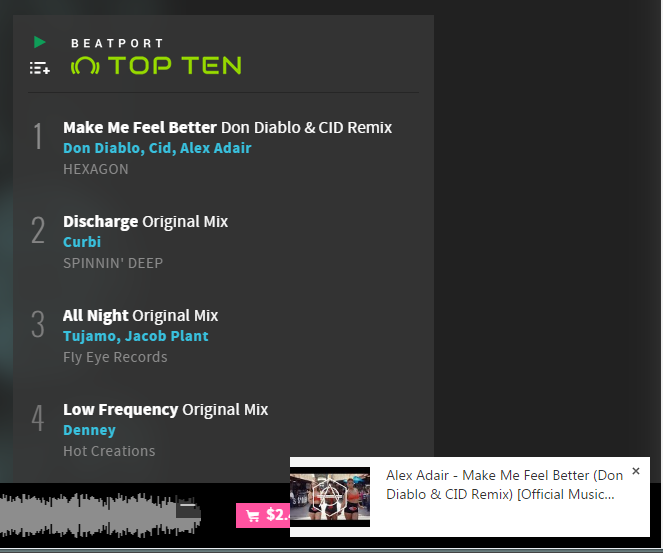 BEATPORT
TOP TEN
1
Make Me Feel Better Don Diablo & CID Remix
Don Diablo, Cid, Alex Adair
HEXAGON
2
Discharge Original Mix
Curbi
SPINNIN' DEEP
3
All Night Original Mix
Tujamo, Jacob Plant
Fly Eye Records
4
Low Frequency Original Mix
Denney
Hot Creations
Alex Adair - Make Me Feel Better (Don
Diablo & CID Remix) [Official Music...
$2.